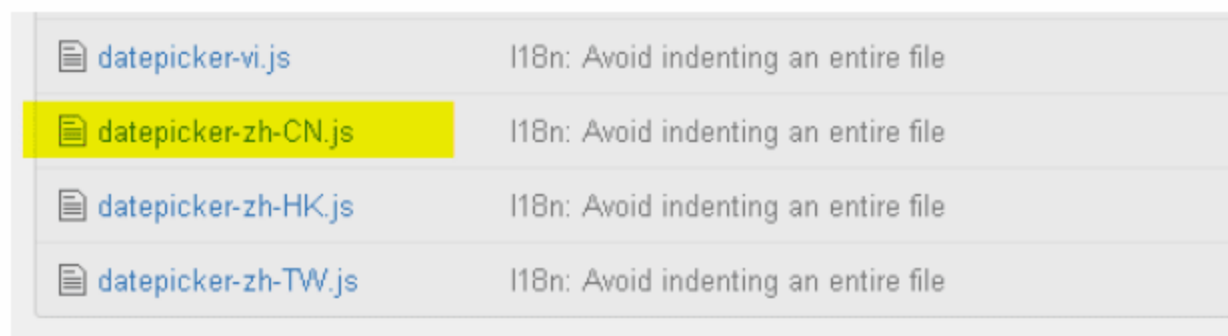 datepicker-vi.js I18n: Avoid indenting an entire file
datepicker-zh-CN.js I18n: Avoid indenting an entire file
datepicker-zh-HK.js I18n: Avoid indenting an entire file
datepicker-zh-TW.js I18n: Avoid indenting an entire file